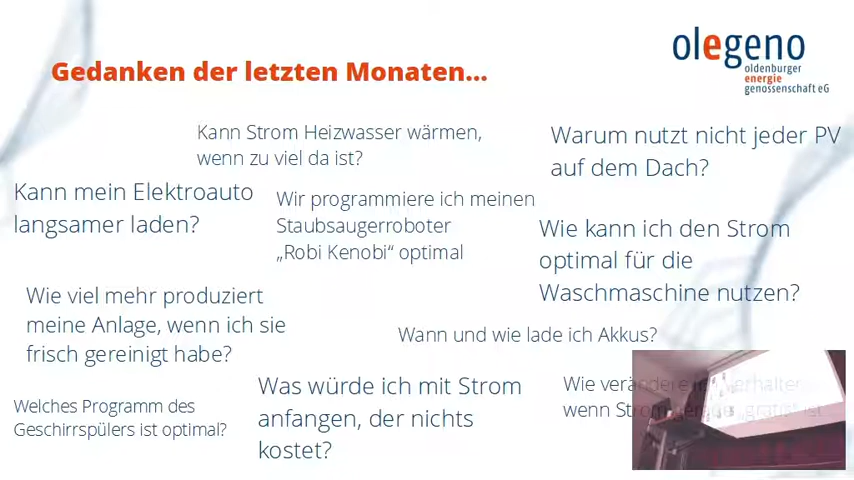 Gedanken der letzten Monaten...
olegeno
oldenburger
energie
genossenschaft eG
Kann Strom Heizwasser wärmen,
wenn zu viel da ist?
Warum nutzt nicht jeder PV
auf dem Dach?
Kann mein Elektroauto
langsamer laden?
Wir programmiere ich meinen
Staubsaugerroboter
„Robi Kenobi“ optimal
Wie kann ich den Strom
optimal für die
Waschmaschine nutzen?
Wie viel mehr produziert
meine Anlage, wenn ich sie
frisch gereinigt habe?
Wann und wie lade ich Akkus?
Was würde ich mit Strom
anfangen, der nichts
kostet?
Wie verändere
wenn Strom
Welches Programm des
Geschirrspülers ist optimal?